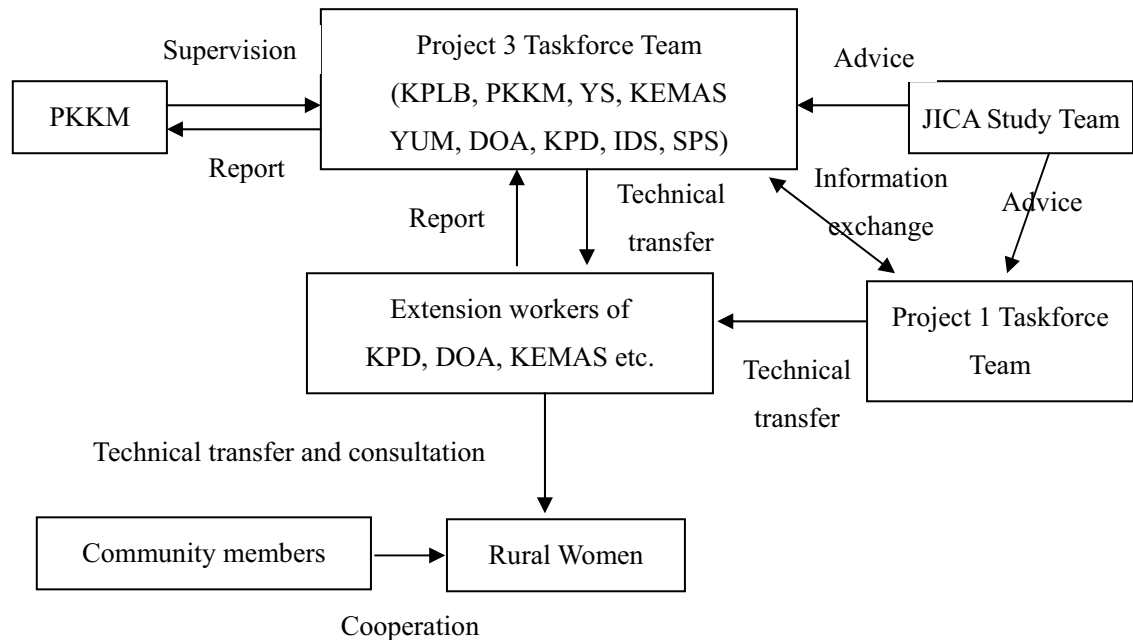 Supervision
Project 3 Taskforce Team
(KPLB, PKKM, YS, KEMAS
YUM, DOA, KPD, IDS, SPS)
Advice
PKKM
JICA Study Team
Report
Report
Technical
transfer
Information
exchange
Advice
Extension workers of
KPD, DOA, KEMAS etc.
Project 1 Taskforce
Team
Technical
transfer
Technical transfer and consultation
Community members
Rural Women
Cooperation